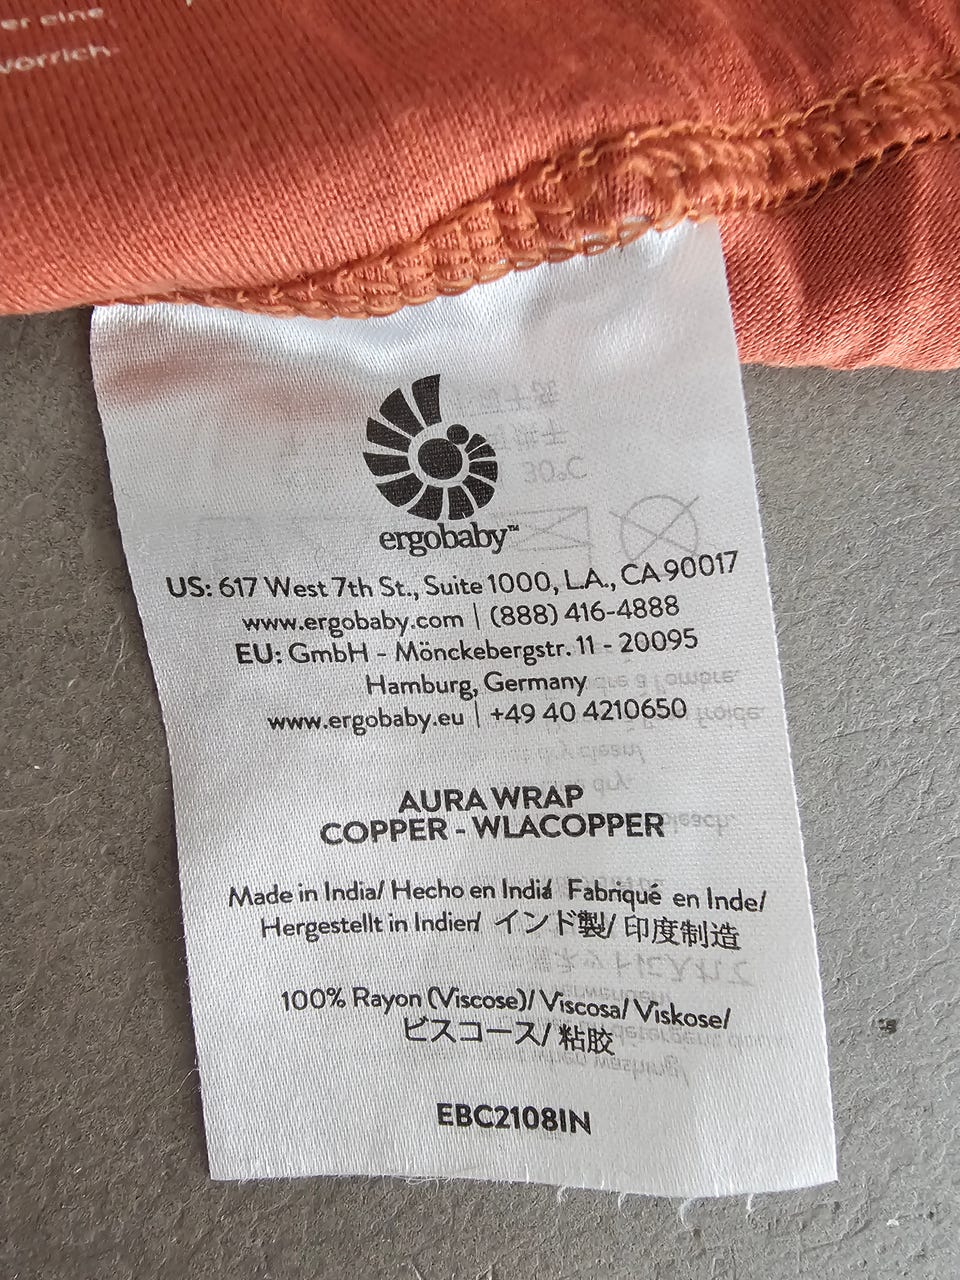 er eine
vorrich-
ergobaby™
US: 617 West 7th St., Suite 1000, L.A., CA 90017
www.ergobaby.com | (888) 416-4888
EU: GmbH - Mönckebergstr. 11 - 20095
Hamburg, Germany
www.ergobaby.eu | +49 40 4210650
AURA WRAP
COPPER - WLACOPPER
Made in India/ Hecho en India/ Fabriqué en Inde/
Hergestellt in Indien/ インド製/ 印度制造
100% Rayon (Viscose)/ Viscosa/ Viskose/
ビスコース/ 粘胶
EBC2108IN